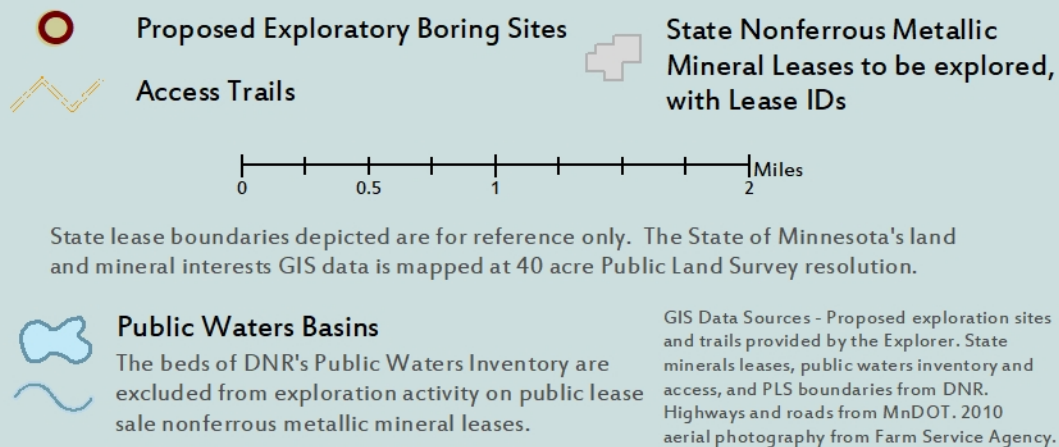 Proposed Exploratory Boring Sites
Access Trails
State Nonferrous Metallic
Mineral Leases to be explored,
with Lease IDs
0 0.5 1 2 Miles
State lease boundaries depicted are for reference only. The State of Minnesota's land
and mineral interests GIS data is mapped at 40 acre Public Land Survey resolution.
Public Waters Basins
The beds of DNR's Public Waters Inventory are
excluded from exploration activity on public lease
sale nonferrous metallic mineral leases.
GIS Data Sources - Proposed exploration sites
and trails provided by the Explorer. State
minerals leases, public waters inventory and
access, and PLS boundaries from DNR.
Highways and roads from MnDOT. 2010
aerial photography from Farm Service Agency.